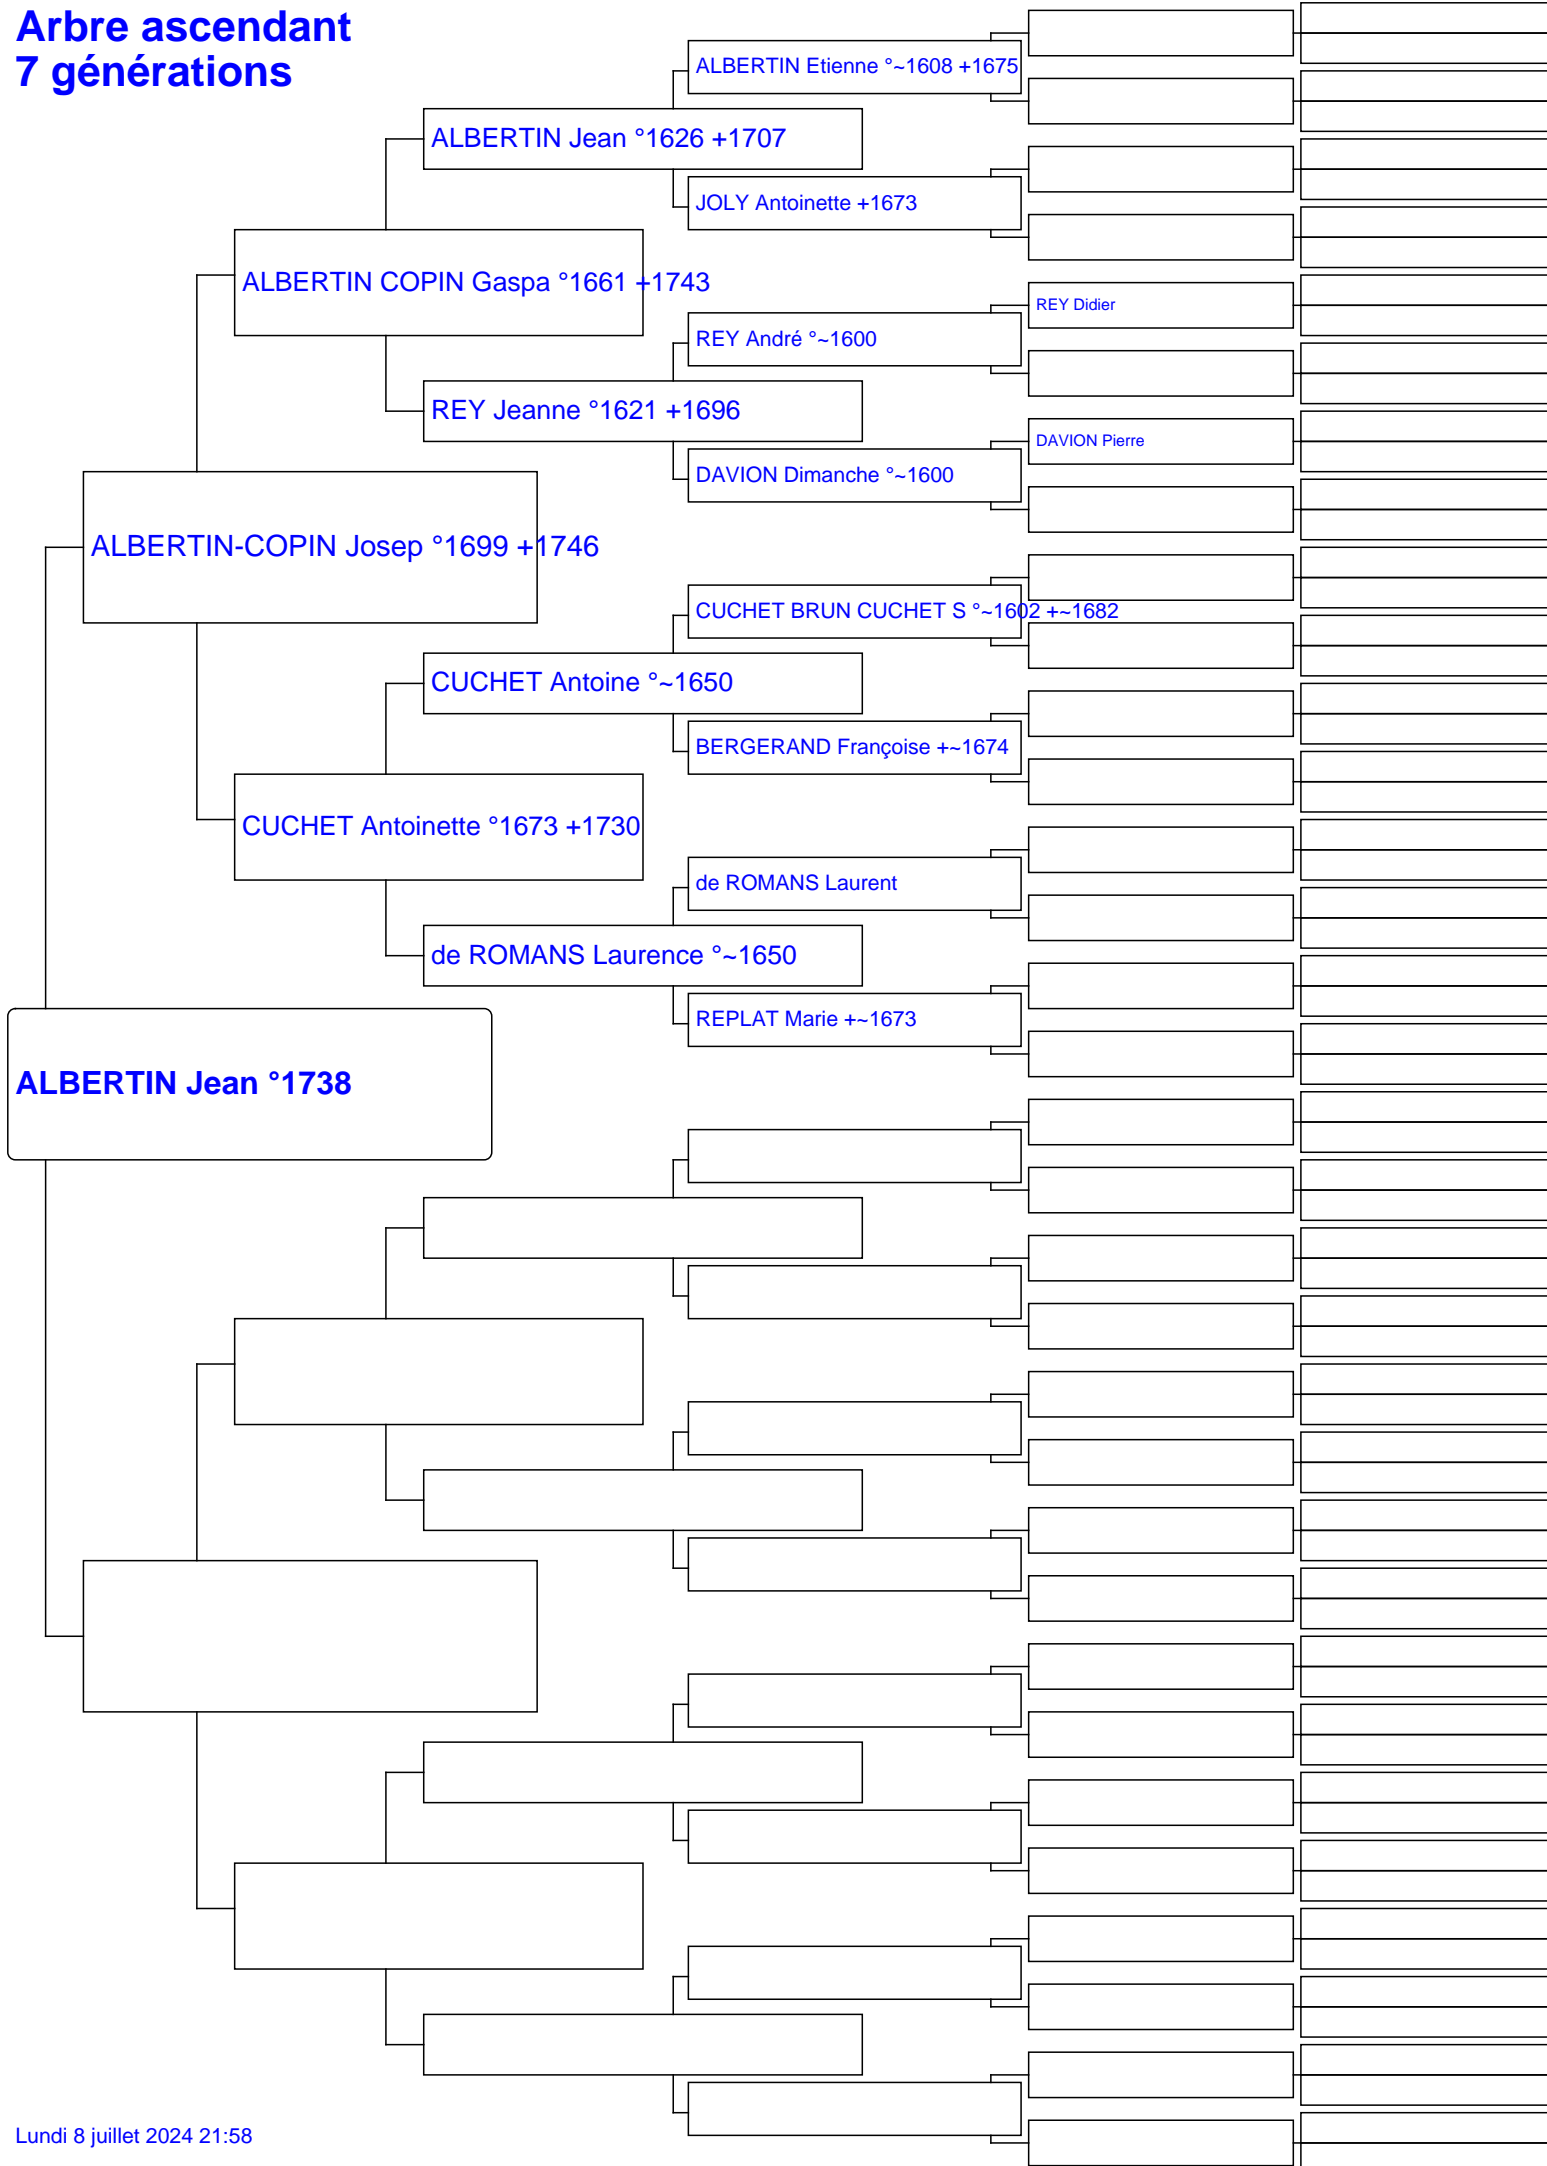 Arbre ascendant
7 générations
ALBERTIN Etienne °~1608 +1675
ALBERTIN Jean °1626 +1707
JOLY Antoinette +1673
ALBERTIN COPIN Gaspa °1661 +1743
REY Didier
REY André °~1600
REY Jeanne °1621 +1696
DAVION Pierre
DAVION Dimanche °~1600
ALBERTIN-COPIN Josep °1699 +1746
CUCHET BRUN CUCHET S °~1602 +~1682
CUCHET Antoine °~1650
BERGERAND Françoise +~1674
CUCHET Antoinette °1673 +1730
de ROMANS Laurent
de ROMANS Laurence °~1650
REPLAT Marie +~1673
ALBERTIN Jean °1738
Lundi 8 juillet 2024 21:58